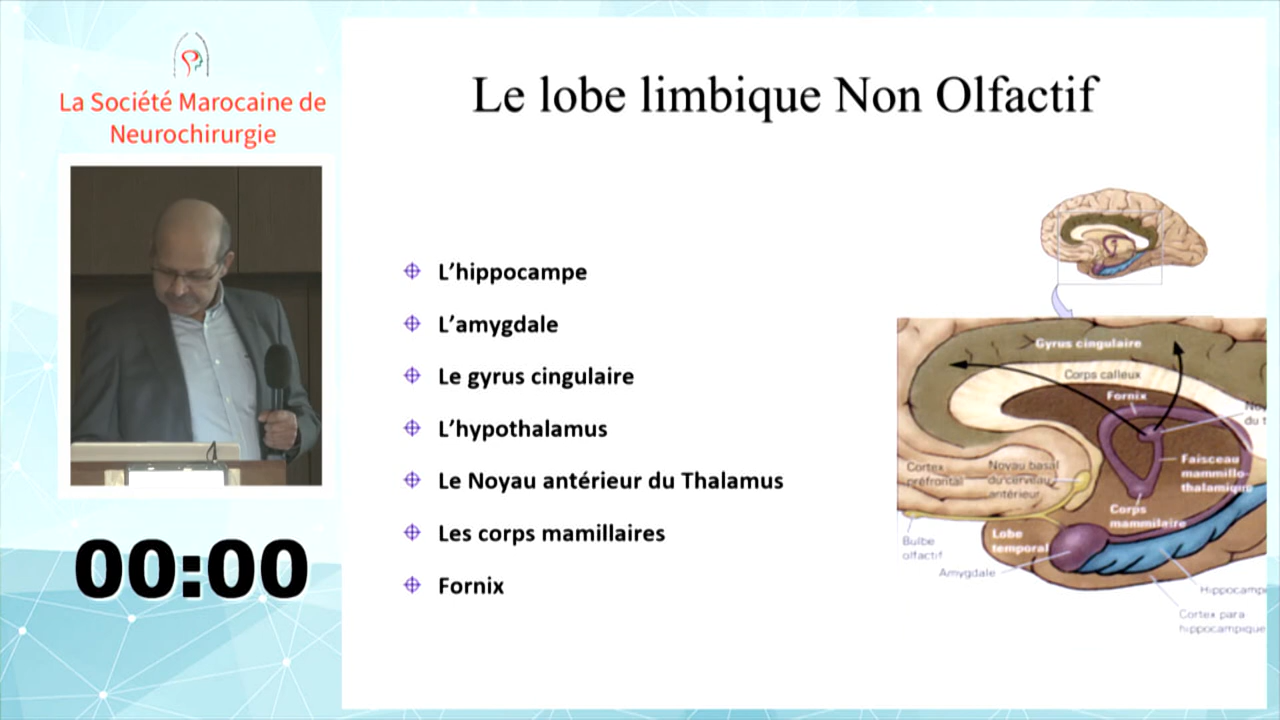 La Société Marocaine de
Neurochirurgie
00:00
Le lobe limbique Non Olfactif
L’hippocampe
L’amygdale
Le gyrus cingulaire
L’hypothalamus
Le Noyau antérieur du Thalamus
Les corps mamillaires
Fornix
Gyrus cingulaire
Corps calleux
Fornix
du t
Faisceau
mammillo-
thalamique
Cortex
préfrontal
Noyau basal
du cerveau
antérieur
Corps
mammilaire
Lobe
temporal
Bulbe
olfactif
Amygdale
Hippocampe
Cortex para
hippocampique